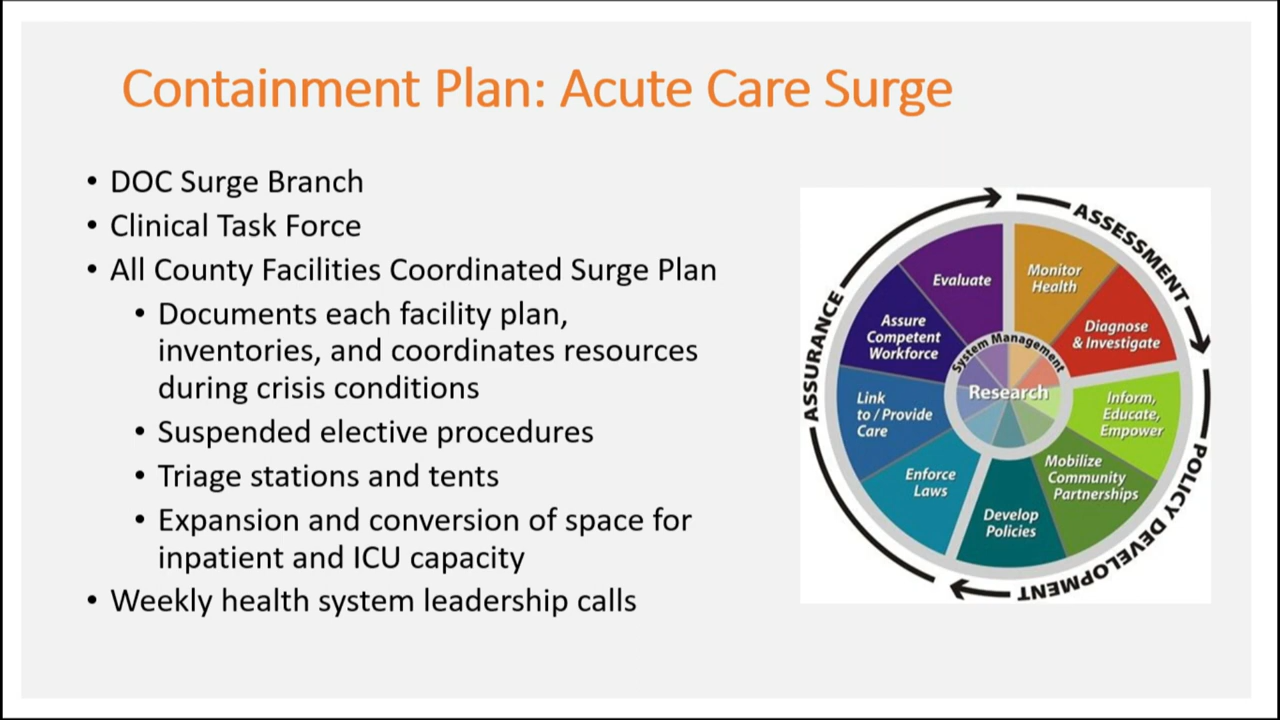 Containment Plan: Acute Care Surge
• DOC Surge Branch
• Clinical Task Force
• All County Facilities Coordinated Surge Plan
• Documents each facility plan,
inventories, and coordinates resources
during crisis conditions
• Suspended elective procedures
• Triage stations and tents
• Expansion and conversion of space for
inpatient and ICU capacity
• Weekly health system leadership calls
ASSESSMENT
POLICY DEVELOPMENT
ASSURANCE
Monitor
Health
Diagnose
& Investigate
Inform,
Educate,
Empower
Mobilize
Community
Partnerships
Develop
Policies
Enforce
Laws
Link
to / Provide
Care
Assure
Competent
Workforce
Evaluate
System Management
Research